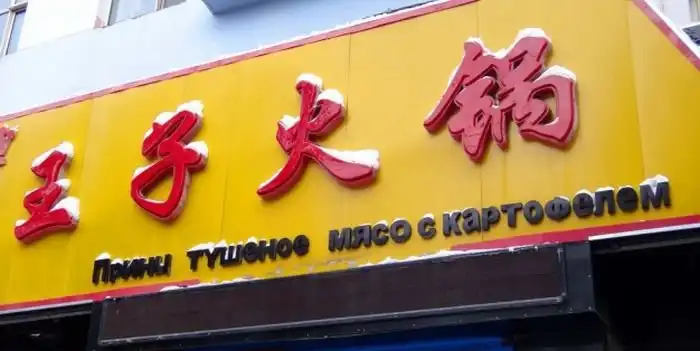 王子火锅
Принц тушеное мясо с картофелем